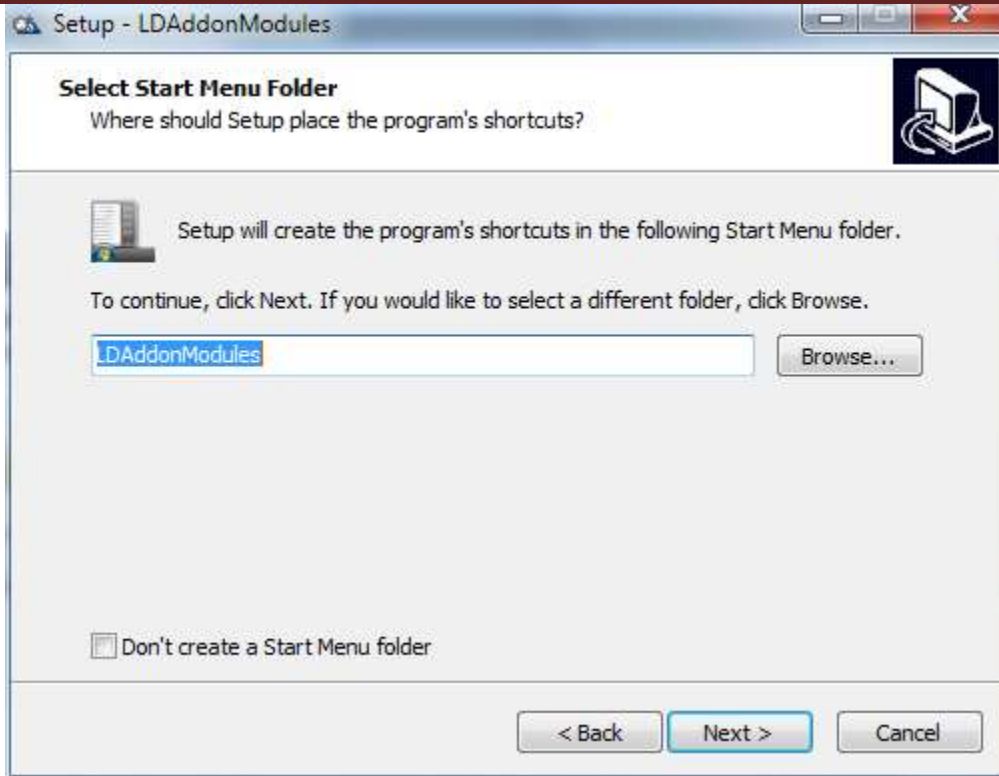 Setup - LDAddonModules
Select Start Menu Folder
Where should Setup place the program's shortcuts?
Setup will create the program's shortcuts in the following Start Menu folder.
To continue, click Next. If you would like to select a different folder, click Browse.
LDAddonModules
Browse...
Don't create a Start Menu folder
< Back
Next >
Cancel